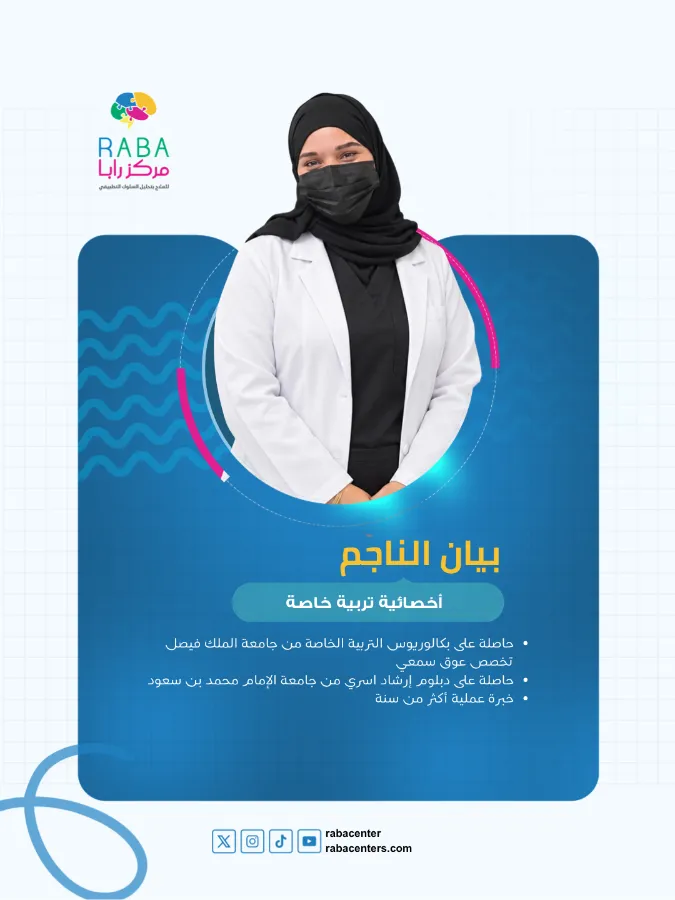 RABA
مركز رابا
للعلاج بتحليل السلوك التطبيقي
بيان الناجم
أخصائية تربية خاصة
حاصلة على بكالوريوس التربية الخاصة من جامعة الملك فيصل
تخصص عوق سمعي
حاصلة على دبلوم إرشاد اسري من جامعة الإمام محمد بن سعود
خبرة عملية أكثر من سنة
rabacenter
rabacenters.com